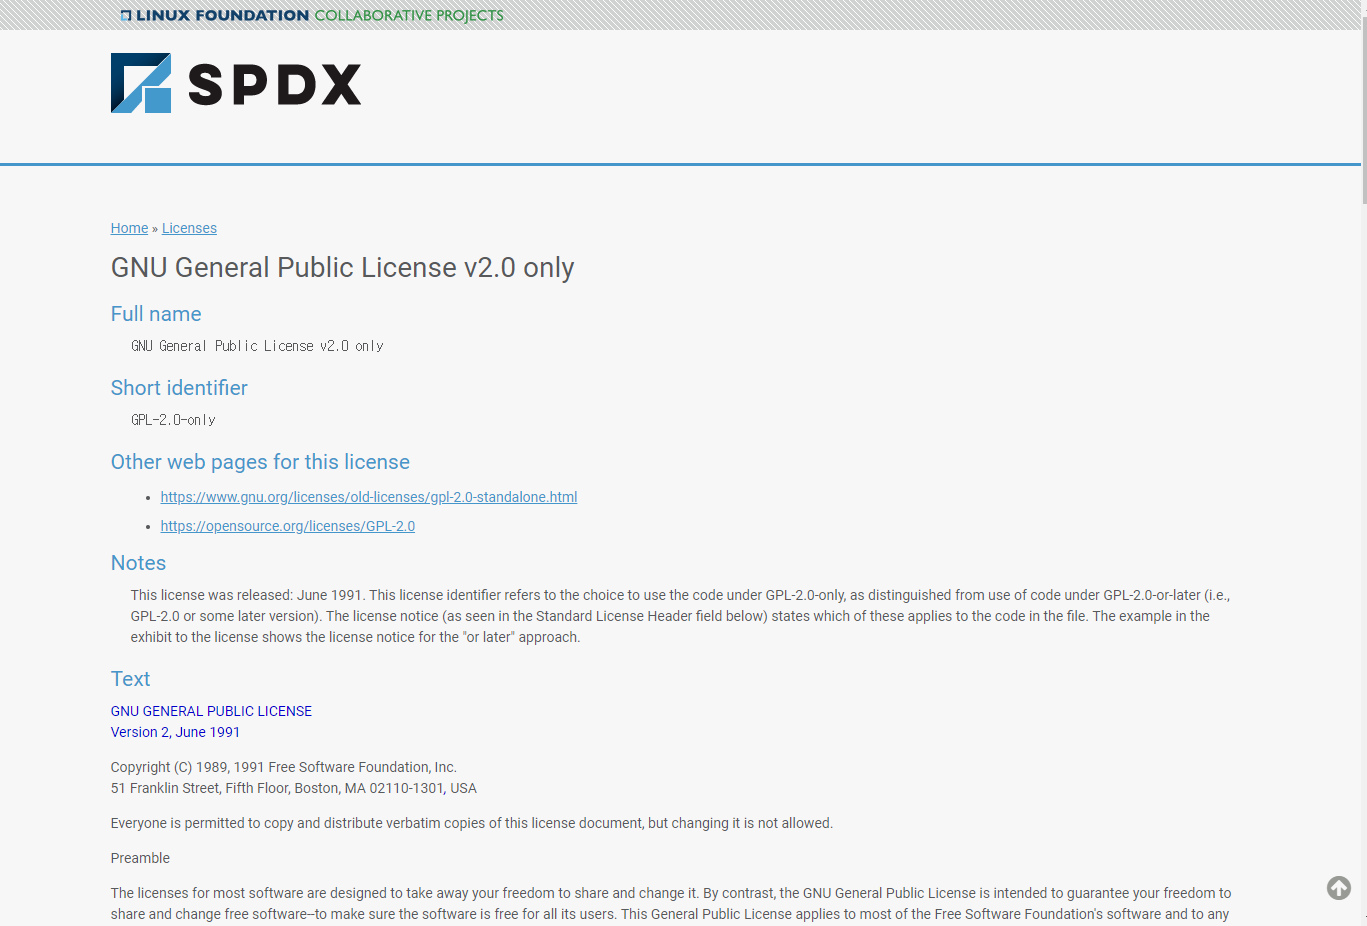 LINUX FOUNDATION COLLABORATIVE PROJECTS
SPDX
Home » Licenses
GNU General Public License v2.0 only
Full name
GNU General Public License v2.0 only
Short identifier
GPL-2.0-only
Other web pages for this license
• https://www.gnu.org/licenses/old-licenses/gpl-2.0-standalone.html
• https://opensource.org/licenses/GPL-2.0
Notes
This license was released: June 1991. This license identifier refers to the choice to use the code under GPL-2.0-only, as distinguished from use of code under GPL-2.0-or-later (i.e.,
GPL-2.0 or some later version). The license notice (as seen in the Standard License Header field below) states which of these applies to the code in the file. The example in the
exhibit to the license shows the license notice for the "or later" approach.
Text
GNU GENERAL PUBLIC LICENSE
Version 2, June 1991
Copyright (C) 1989, 1991 Free Software Foundation, Inc.
51 Franklin Street, Fifth Floor, Boston, MA 02110-1301, USA
Everyone is permitted to copy and distribute verbatim copies of this license document, but changing it is not allowed.
Preamble
The licenses for most software are designed to take away your freedom to share and change it. By contrast, the GNU General Public License is intended to guarantee your freedom to
share and change free software--to make sure the software is free for all its users. This General Public License applies to most of the Free Software Foundation's software and to any